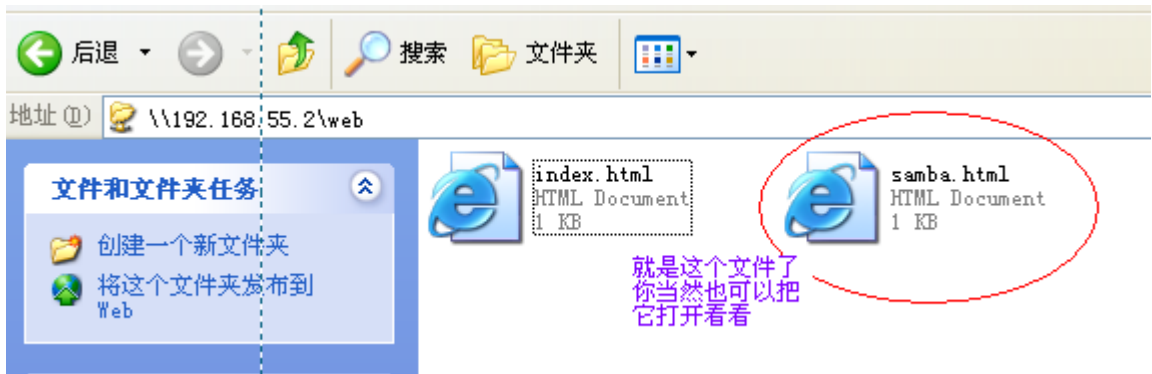 后退 搜索 文件夹
地址(D) \\192.168.55.2\web
文件和文件夹任务
创建一个新文件夹
将这个文件夹发布到
Web
index.html
HTML Document
1 KB
samba.html
HTML Document
1 KB
就是这个文件了
你当然也可以把
它打开看看